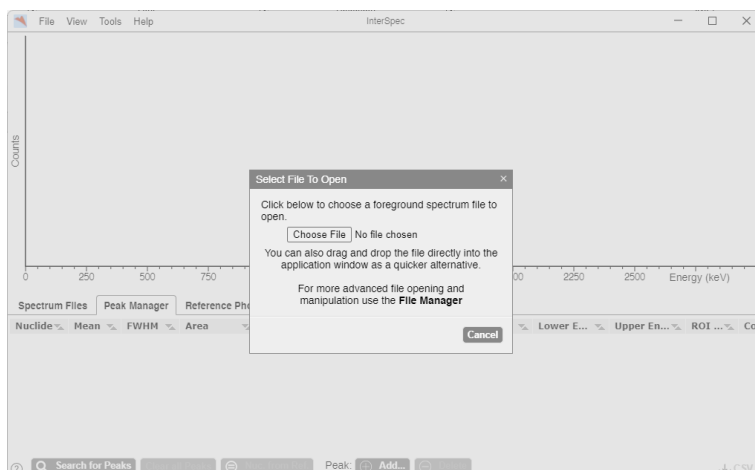 File View Tools Help
InterSpec
Counts
Select File To Open
Click below to choose a foreground spectrum file to
open.
Choose File No file chosen
You can also drag and drop the file directly into the
application window as a quicker alternative.
For more advanced file opening and
manipulation use the File Manager
Cancel
0 250 500 750 2250 2500 Energy (keV)
Spectrum Files Peak Manager Reference Pho
Nuclide Mean FWHM Area Lower E... Upper En... ROI ... Co
Search for Peaks Peak: Add... CSV